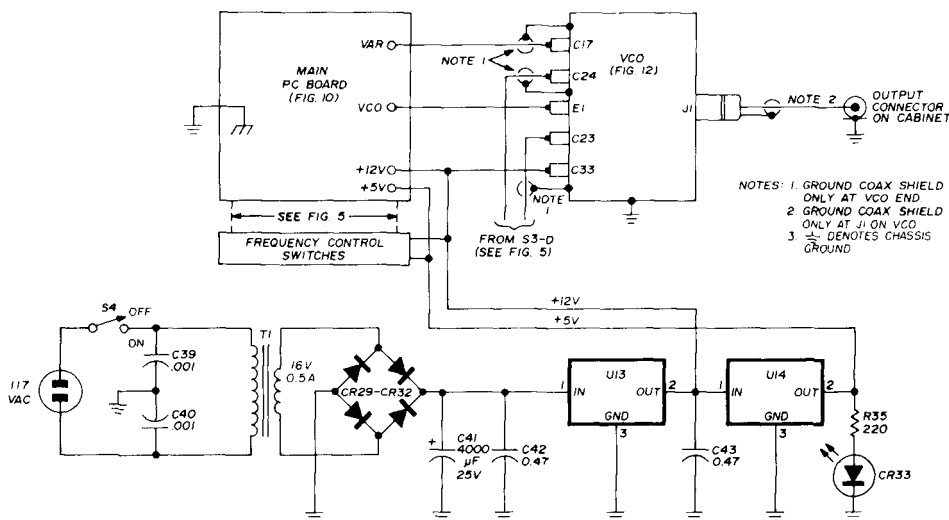 VAR
MAIN
PC BOARD
(FIG. 10)
VCO
+12V
+5V
NOTE 1
C17
C24
E1
C23
C33
VCO
(FIG. 12)
J1
NOTE 2
OUTPUT
CONNECTOR
ON CABINET
NOTE
1
SEE FIG. 5
FREQUENCY CONTROL
SWITCHES
FROM S3-D
(SEE FIG. 5)
NOTES: 1. GROUND COAX SHIELD
ONLY AT VCO END.
2. GROUND COAX SHIELD
ONLY AT J1 ON VCO
3. DENOTES CHASSIS
GROUND
+12V
+5V
S4
OFF
ON
117
VAC
C39
.001
C40
.001
T1
16V
0.5A
CR29-CR32
+
C41
4000
µF
25V
C42
0.47
1
IN
U13
OUT
2
GND
3
C43
0.47
1
IN
U14
OUT
2
GND
3
R35
220
CR33